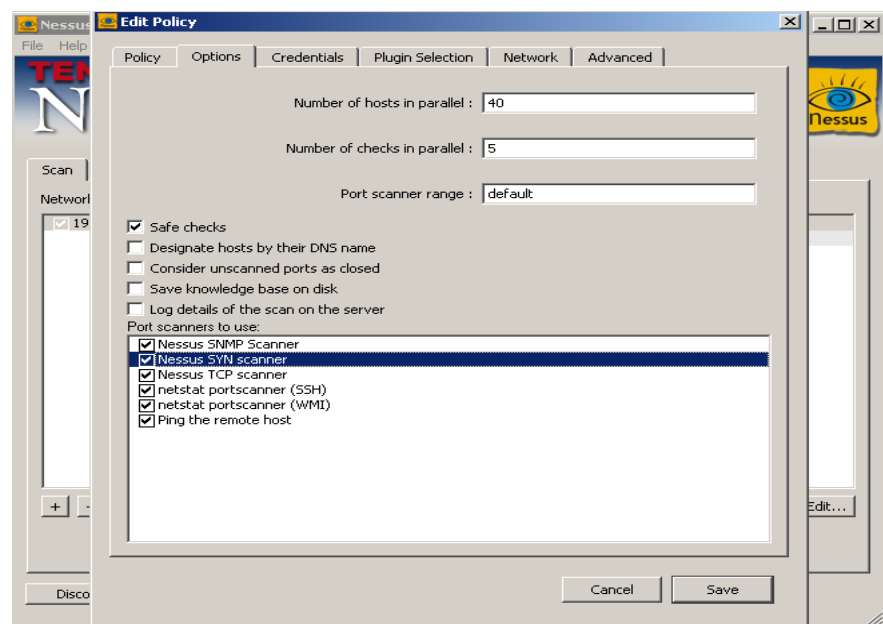 Nessus
Edit Policy
File Help
TEN
N
Nessus
Policy Options Credentials Plugin Selection Network Advanced
Number of hosts in parallel : 40
Number of checks in parallel : 5
Port scanner range : default
Scan
Network
19
Safe checks
Designate hosts by their DNS name
Consider unscanned ports as closed
Save knowledge base on disk
Log details of the scan on the server
Port scanners to use:
Nessus SNMP Scanner
Nessus SYN scanner
Nessus TCP scanner
netstat portscanner (SSH)
netstat portscanner (WMI)
Ping the remote host
+ -
Edit...
Disco
Cancel Save